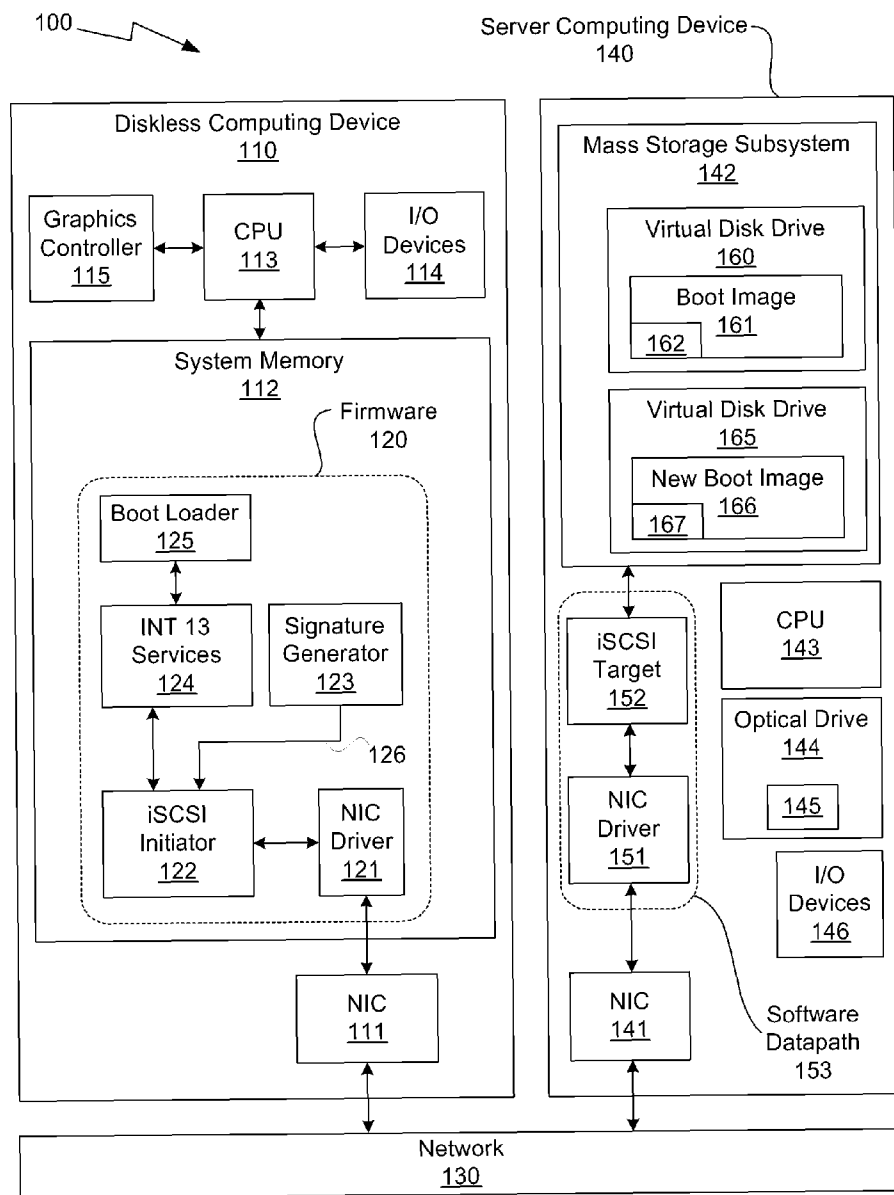 100
Server Computing Device
140
Diskless Computing Device
110
Graphics
Controller
115
CPU
113
I/O
Devices
114
System Memory
112
Firmware
120
Boot Loader
125
INT 13
Services
124
Signature
Generator
123
126
iSCSI
Initiator
122
NIC
Driver
121
NIC
111
Mass Storage Subsystem
142
Virtual Disk Drive
160
Boot Image
161
162
Virtual Disk Drive
165
New Boot Image
166
167
iSCSI
Target
152
CPU
143
Optical Drive
144
145
NIC
Driver
151
I/O
Devices
146
NIC
141
Software
Datapath
153
Network
130